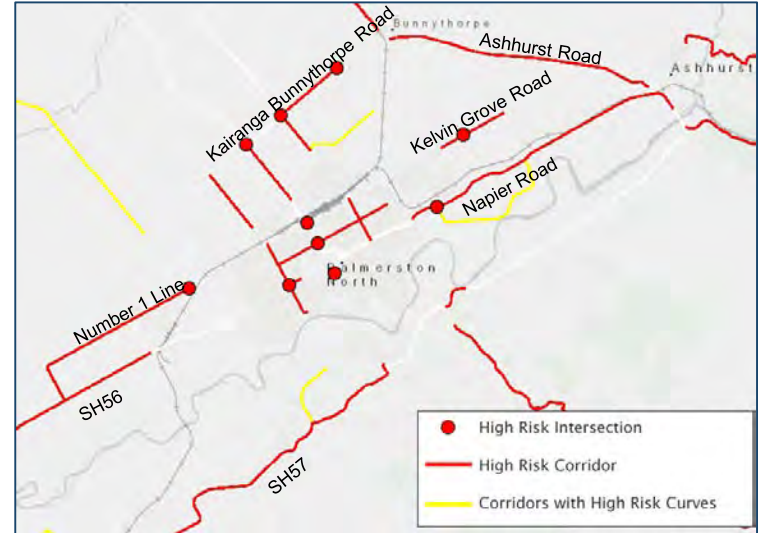 Bunnythorpe
Ashhurst Road
Ashhurst
Kairanga Bunnythorpe Road
Kelvin Grove Road
Napier Road
Palmerston
North
Number 1 Line
SH56
SH57
High Risk Intersection
High Risk Corridor
Corridors with High Risk Curves